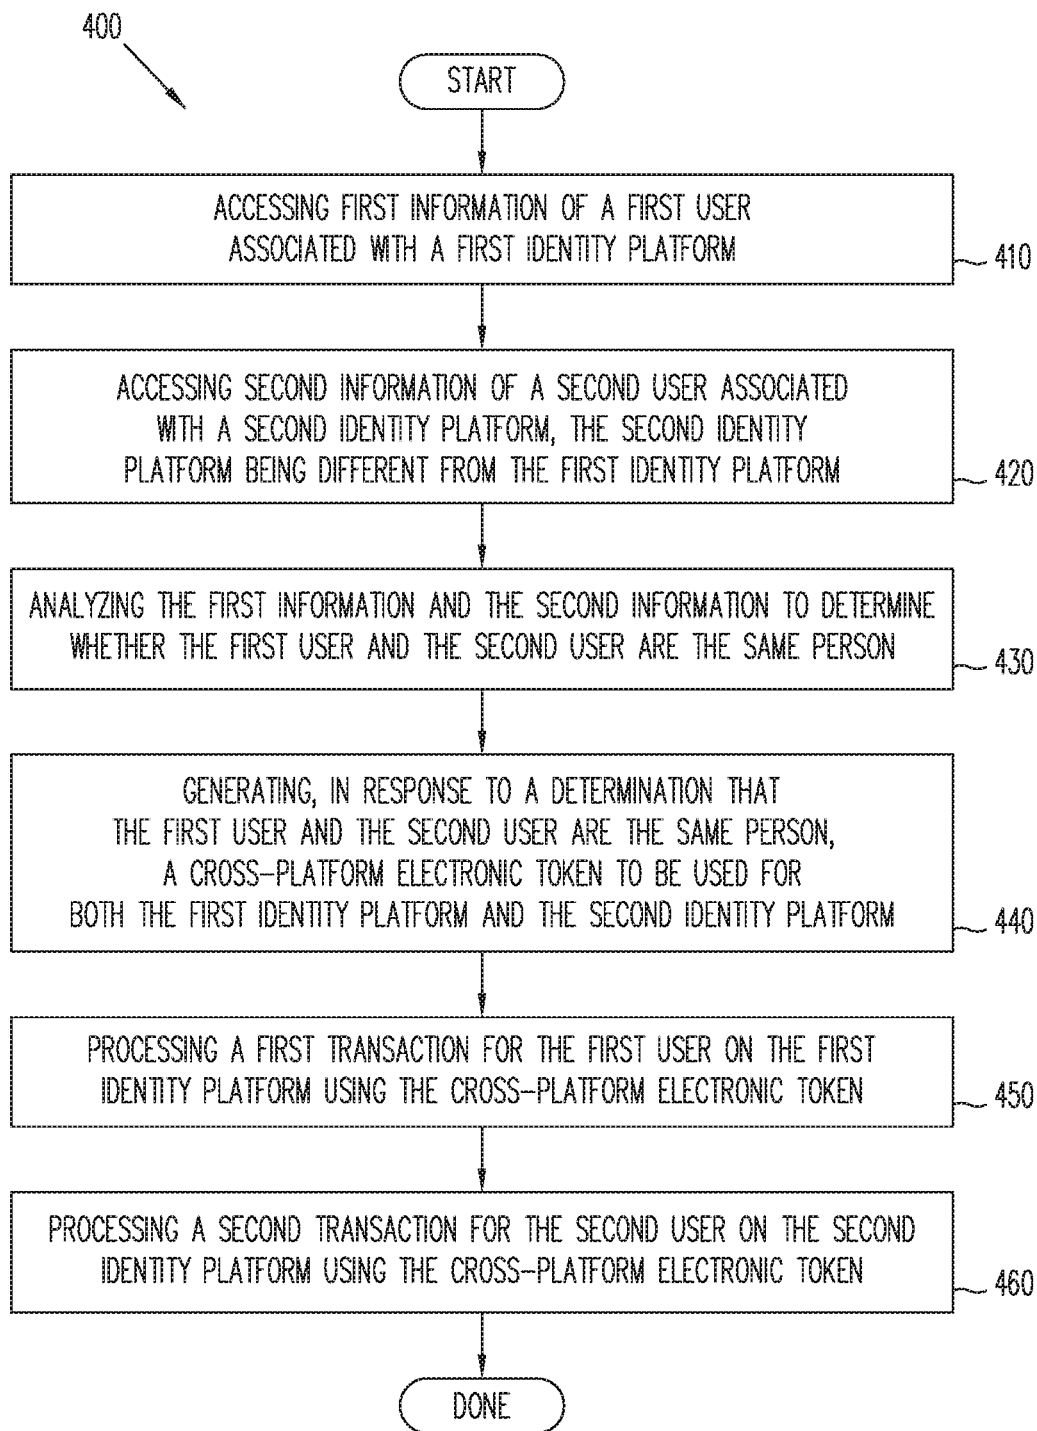 400
START
ACCESSING FIRST INFORMATION OF A FIRST USER
ASSOCIATED WITH A FIRST IDENTITY PLATFORM
410
ACCESSING SECOND INFORMATION OF A SECOND USER ASSOCIATED
WITH A SECOND IDENTITY PLATFORM, THE SECOND IDENTITY
PLATFORM BEING DIFFERENT FROM THE FIRST IDENTITY PLATFORM
420
ANALYZING THE FIRST INFORMATION AND THE SECOND INFORMATION TO DETERMINE
WHETHER THE FIRST USER AND THE SECOND USER ARE THE SAME PERSON
430
GENERATING, IN RESPONSE TO A DETERMINATION THAT
THE FIRST USER AND THE SECOND USER ARE THE SAME PERSON,
A CROSS-PLATFORM ELECTRONIC TOKEN TO BE USED FOR
BOTH THE FIRST IDENTITY PLATFORM AND THE SECOND IDENTITY PLATFORM
440
PROCESSING A FIRST TRANSACTION FOR THE FIRST USER ON THE FIRST
IDENTITY PLATFORM USING THE CROSS-PLATFORM ELECTRONIC TOKEN
450
PROCESSING A SECOND TRANSACTION FOR THE SECOND USER ON THE SECOND
IDENTITY PLATFORM USING THE CROSS-PLATFORM ELECTRONIC TOKEN
460
DONE